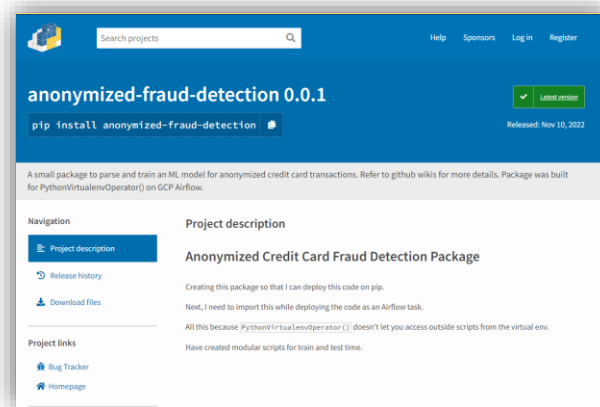 Search projects
Help
Sponsors
Log in
Register
anonymized-fraud-detection 0.0.1
Latest version
pip install anonymized-fraud-detection
Released: Nov 10, 2022
A small package to parse and train an ML model for anonymized credit card transactions. Refer to github wikis for more details. Package was built
for PythonVirtualenvOperator() on GCP Airflow.
Navigation
Project description
Release history
Download files
Project links
Bug Tracker
Homepage
Project description
Anonymized Credit Card Fraud Detection Package
Creating this package so that I can deploy this code on pip.
Next, I need to import this while deploying the code as an Airflow task.
All this because PythonVirtualenvOperator() doesn't let you access outside scripts from the virtual env.
Have created modular scripts for train and test time.